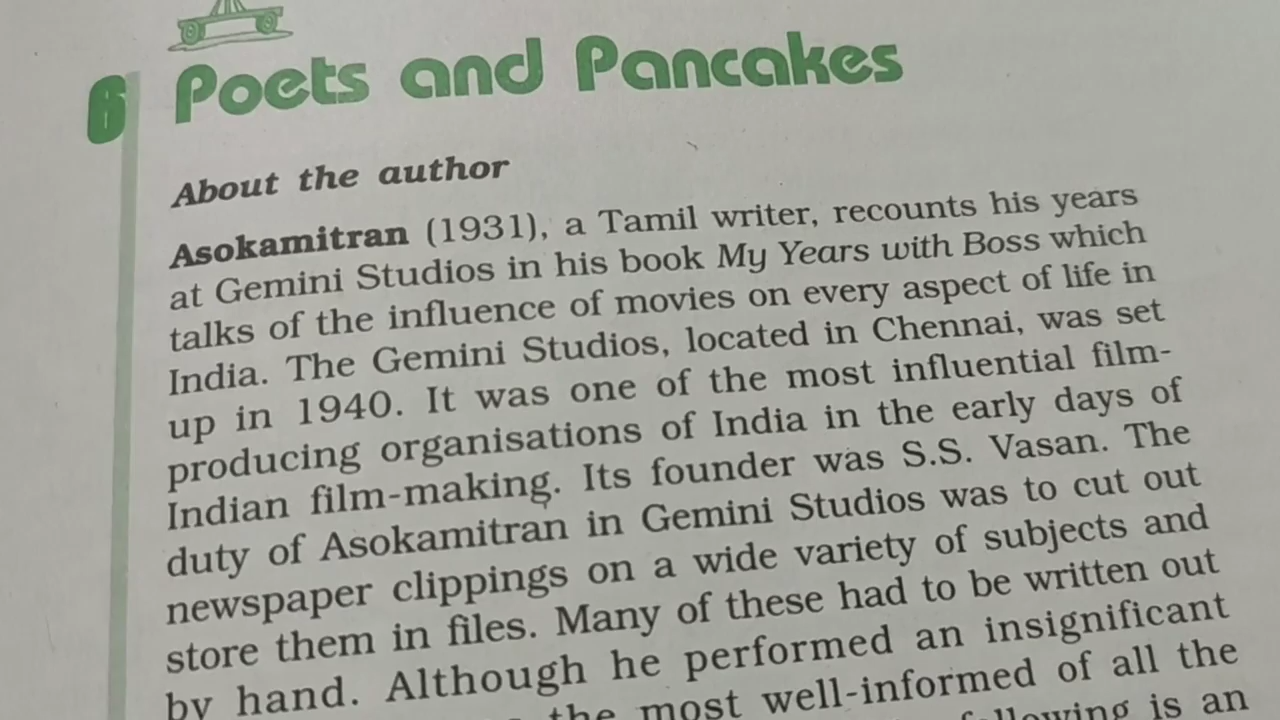 6 Poets and Pancakes
About the author
Asokamitran (1931), a Tamil writer, recounts his years
at Gemini Studios in his book My Years with Boss which
talks of the influence of movies on every aspect of life in
India. The Gemini Studios, located in Chennai, was set
up in 1940. It was one of the most influential film-
producing organisations of India in the early days of
Indian film-making. Its founder was S.S. Vasan. The
duty of Asokamitran in Gemini Studios was to cut out
newspaper clippings on a wide variety of subjects and
store them in files. Many of these had to be written out
by hand. Although he performed an insignificant
the most well-informed of all the
following is an